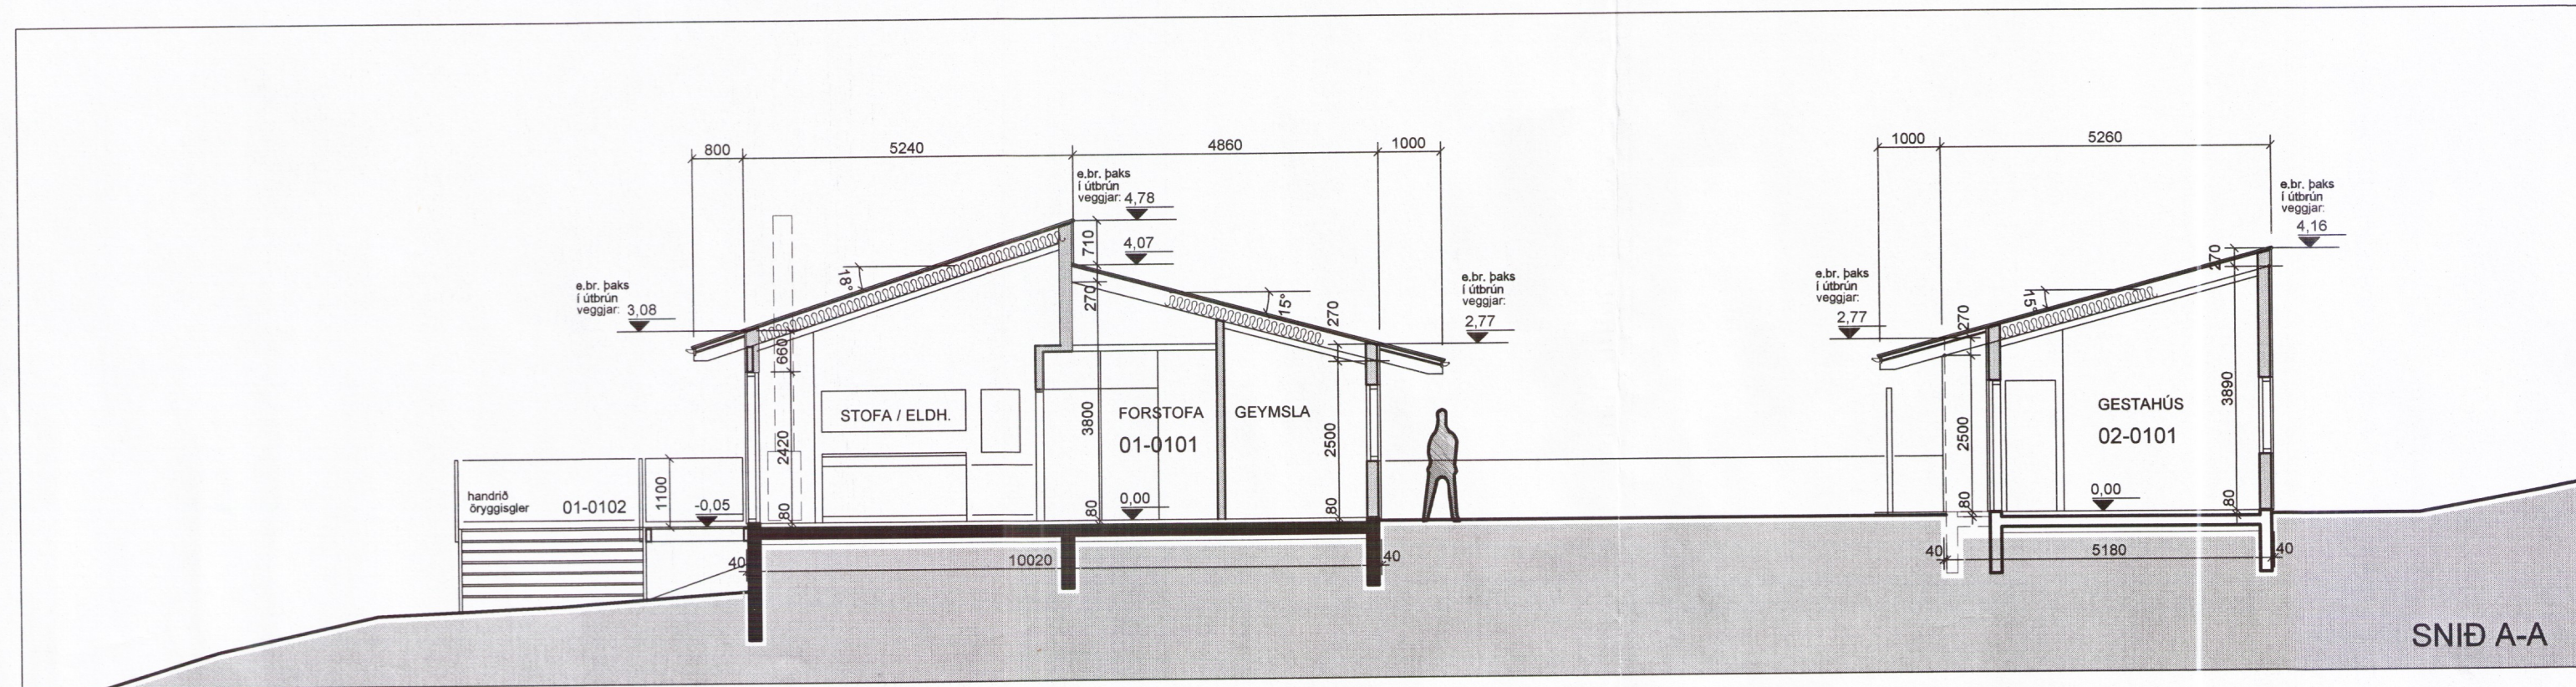 800
5240
4860
1000
1000
5260
e.br. þaks
í útbrún
veggjar: 4,78
4,07
710
270
e.br. þaks
í útbrún
veggjar: 3,08
18°
15°
270
e.br. þaks
í útbrún
veggjar:
2,77
e.br. þaks
í útbrún
veggjar:
2,77
270
15°
270
e.br. þaks
í útbrún
veggjar:
4,16
660
2420
80
STOFA / ELDH.
3800
80
FORSTOFA
01-0101
0,00
GEYMSLA
2500
80
2500
80
GESTAHÚS
02-0101
0,00
3890
80
handrið
öryggisgler
01-0102
1100
-0,05
40
10020
40
40
5180
40
SNIÐ A-A